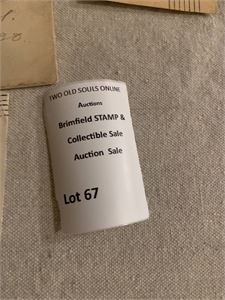 TWO OLD SOULS ONLINE
Auctions
Brimfield STAMP &
Collectible Sale
Auction Sale
Lot 67